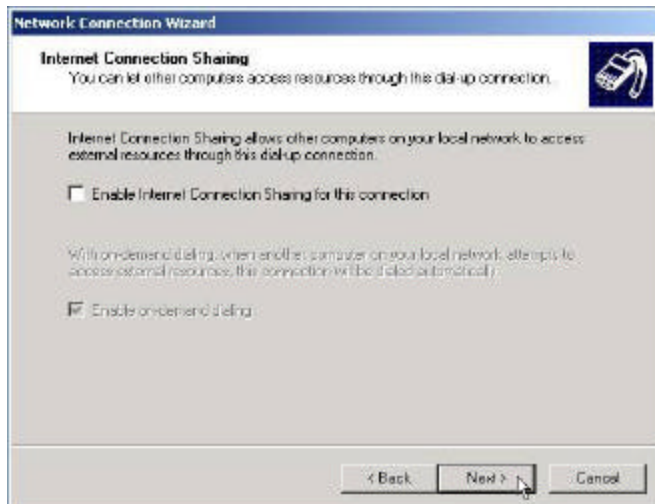 Network Connection Wizard
Internet Connection Sharing
You can let other computers access resources through this dial-up connection.
Internet Connection Sharing allows other computers on your local network to access
external resources through this dial-up connection.
Enable Internet Connection Sharing for this connection
With on-demand dialing, when another computer on your local network attempts to
access external resources, this connection will be dialed automatically.
Enable on-demand dialing
< Back
Next >
Cancel